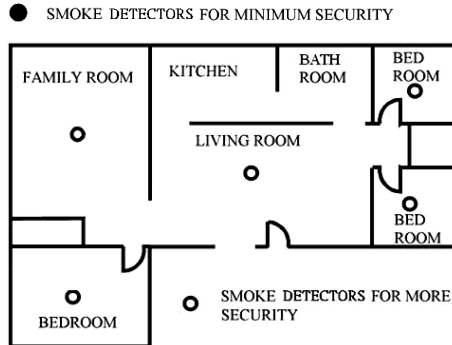 SMOKE DETECTORS FOR MINIMUM SECURITY
FAMILY ROOM
KITCHEN
BATH
ROOM
BED
ROOM
LIVING ROOM
BED
ROOM
BEDROOM
SMOKE DETECTORS FOR MORE
SECURITY